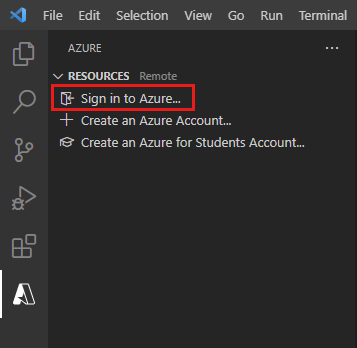 File Edit Selection View Go Run Terminal
AZURE ...
RESOURCES Remote
Sign in to Azure...
Create an Azure Account...
Create an Azure for Students Account...